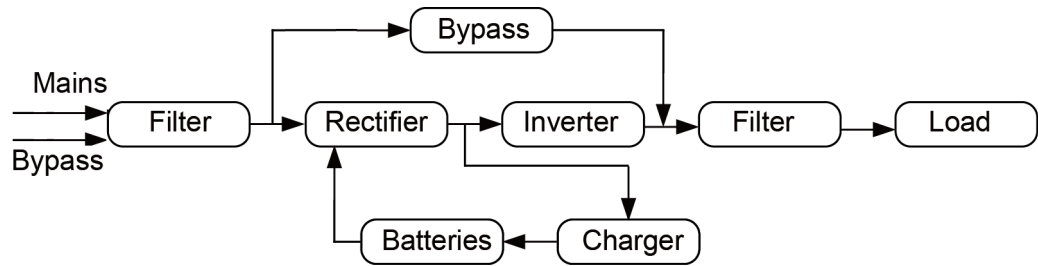 Bypass
Mains
Filter
Rectifier
Inverter
Filter
Load
Bypass
Batteries
Charger